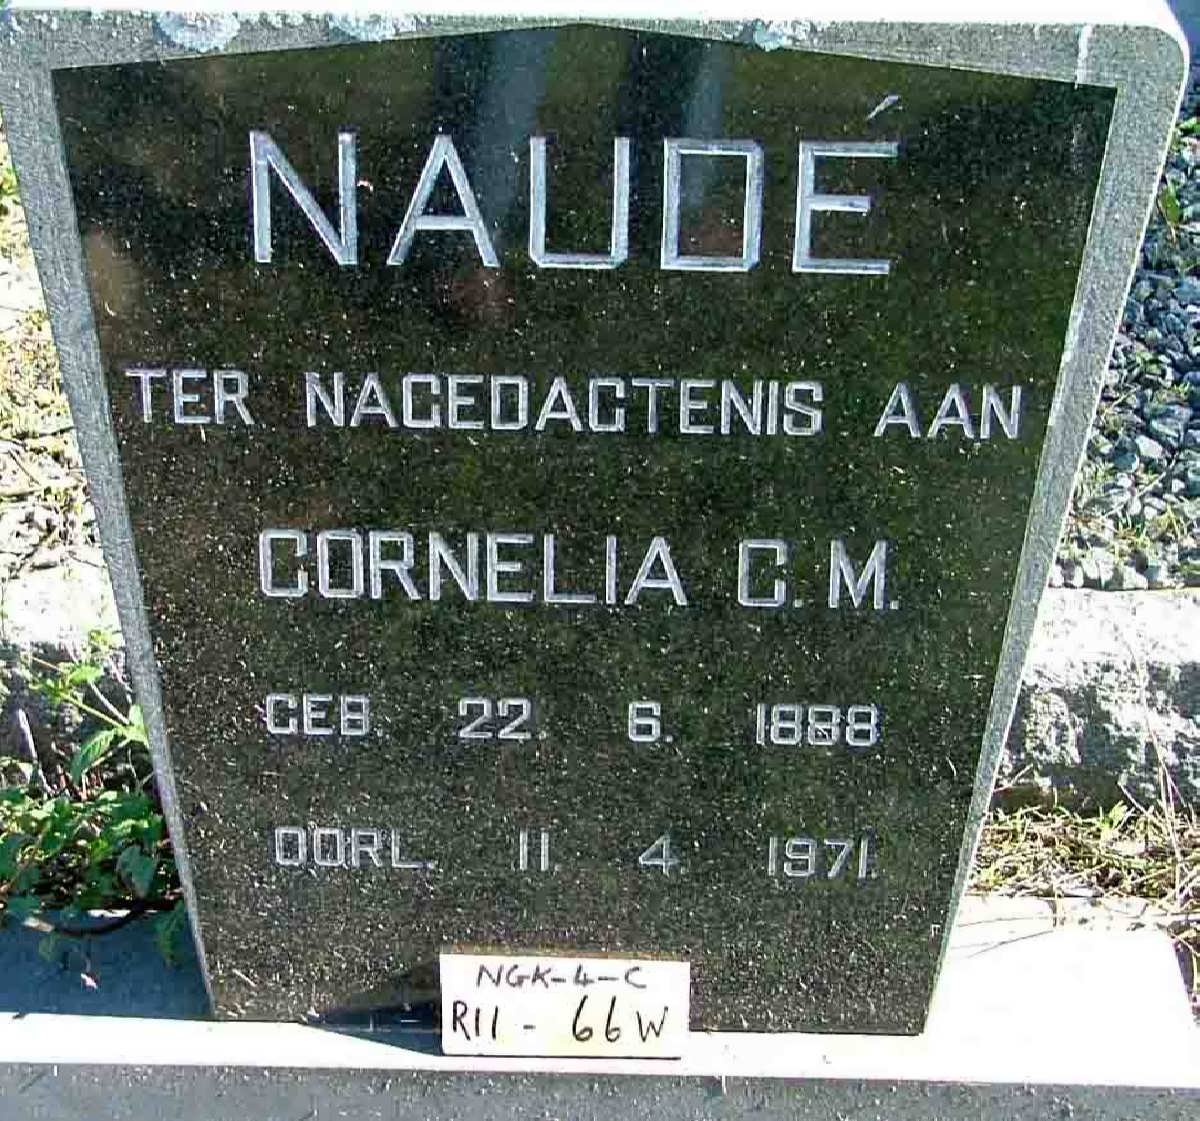 NAUDÉ
TER NAGEDAGTENIS AAN
CORNELIA C. M.
GEB. 22. 6. 1888
OORL. 11. 4. 1971.
NGK-4-C
R11 - 66W